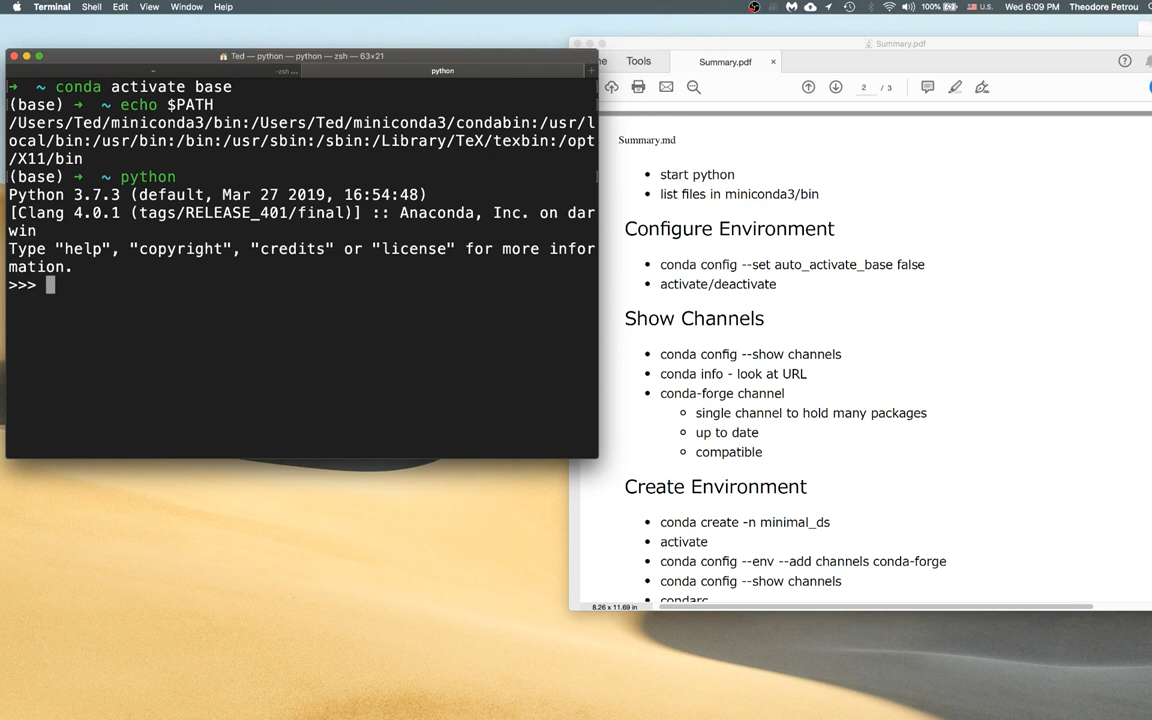 Terminal Shell Edit View Window Help 100% U.S. Wed 6:09 PM Theodore Petrou
Ted — python — python — zsh — 63×21
~ -zsh ... python +
➜ ~ conda activate base
(base) ➜ ~ echo $PATH
/Users/Ted/miniconda3/bin:/Users/Ted/miniconda3/condabin:/usr/l
ocal/bin:/usr/bin:/bin:/usr/sbin:/sbin:/Library/TeX/texbin:/opt
/X11/bin
(base) ➜ ~ python
Python 3.7.3 (default, Mar 27 2019, 16:54:48)
[Clang 4.0.1 (tags/RELEASE_401/final)] :: Anaconda, Inc. on dar
win
Type "help", "copyright", "credits" or "license" for more infor
mation.
>>>
Summary.pdf
me Tools Summary.pdf ×
2 / 3
Summary.md
• start python
• list files in miniconda3/bin
Configure Environment
• conda config --set auto_activate_base false
• activate/deactivate
Show Channels
• conda config --show channels
• conda info - look at URL
• conda-forge channel
◦ single channel to hold many packages
◦ up to date
◦ compatible
Create Environment
• conda create -n minimal_ds
• activate
• conda config --env --add channels conda-forge
• conda config --show channels
• condarc
8.26 x 11.69 in